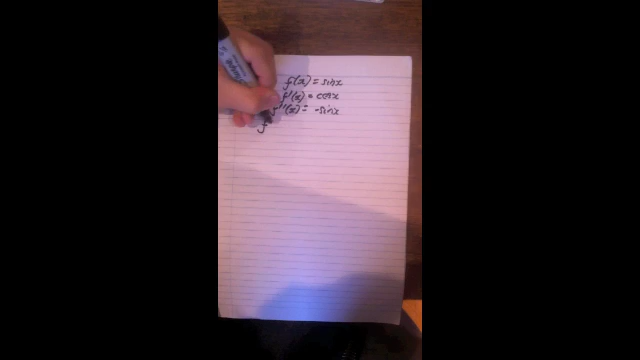 f(x) = sinx
f'(x) = cosx
f''(x) = -sinx
f